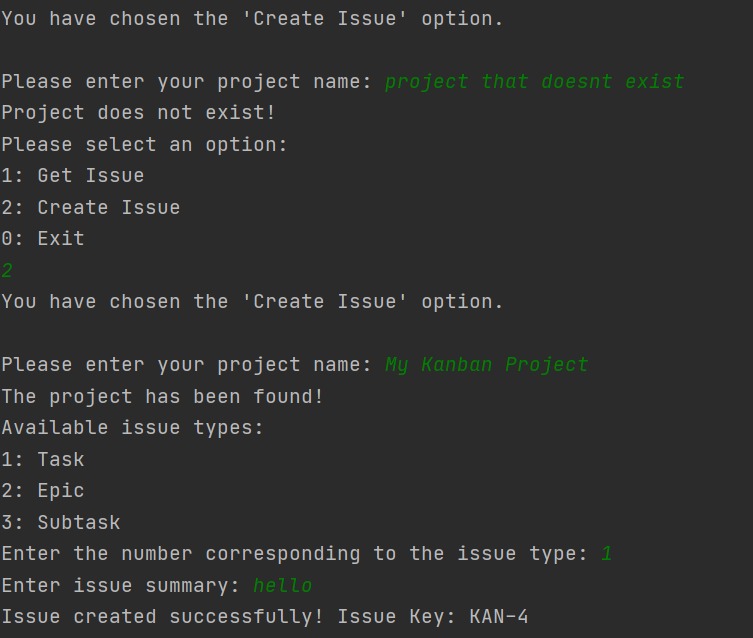 You have chosen the 'Create Issue' option.
Please enter your project name: project that doesnt exist
Project does not exist!
Please select an option:
1: Get Issue
2: Create Issue
0: Exit
2
You have chosen the 'Create Issue' option.
Please enter your project name: My Kanban Project
The project has been found!
Available issue types:
1: Task
2: Epic
3: Subtask
Enter the number corresponding to the issue type: 1
Enter issue summary: hello
Issue created successfully! Issue Key: KAN-4